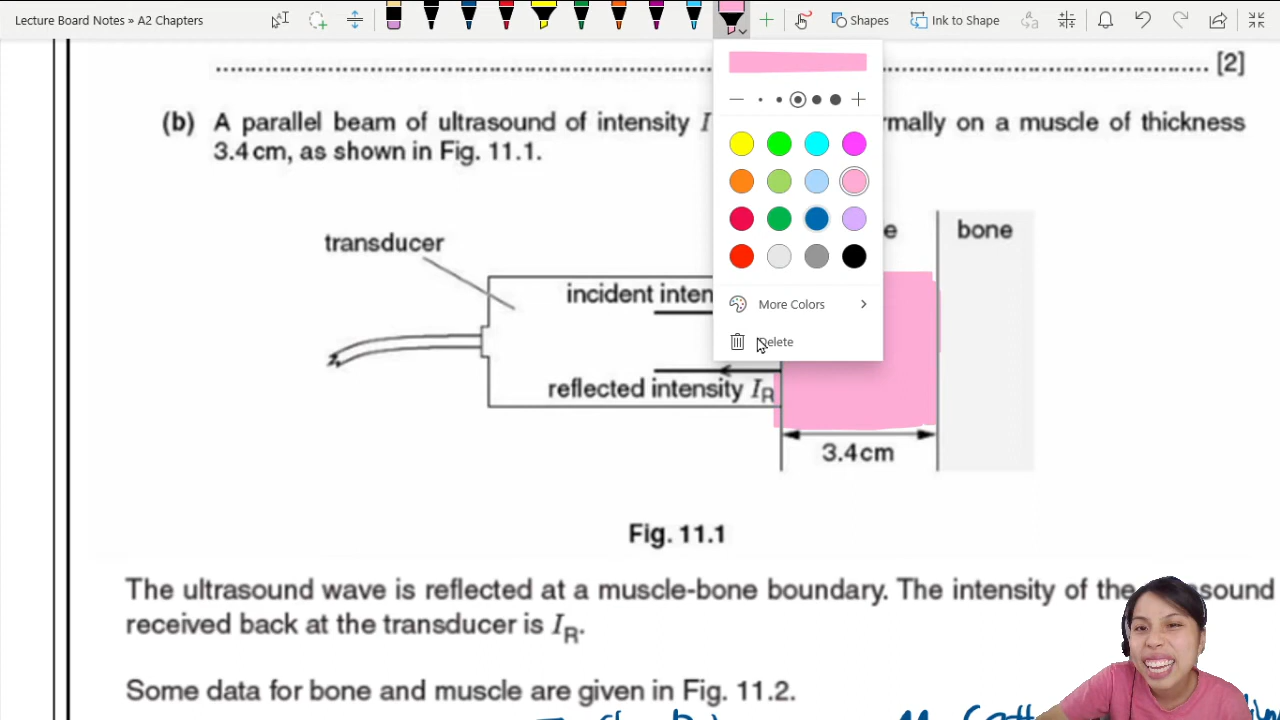 Lecture Board Notes » A2 Chapters
Shapes
Ink to Shape
[2]
(b) A parallel beam of ultrasound of intensity I rmally on a muscle of thickness
3.4 cm, as shown in Fig. 11.1.
More Colors
Delete
transducer
e
bone
incident inten
reflected intensity IR
3.4 cm
Fig. 11.1
The ultrasound wave is reflected at a muscle-bone boundary. The intensity of the sound
received back at the transducer is IR.
Some data for bone and muscle are given in Fig. 11.2.